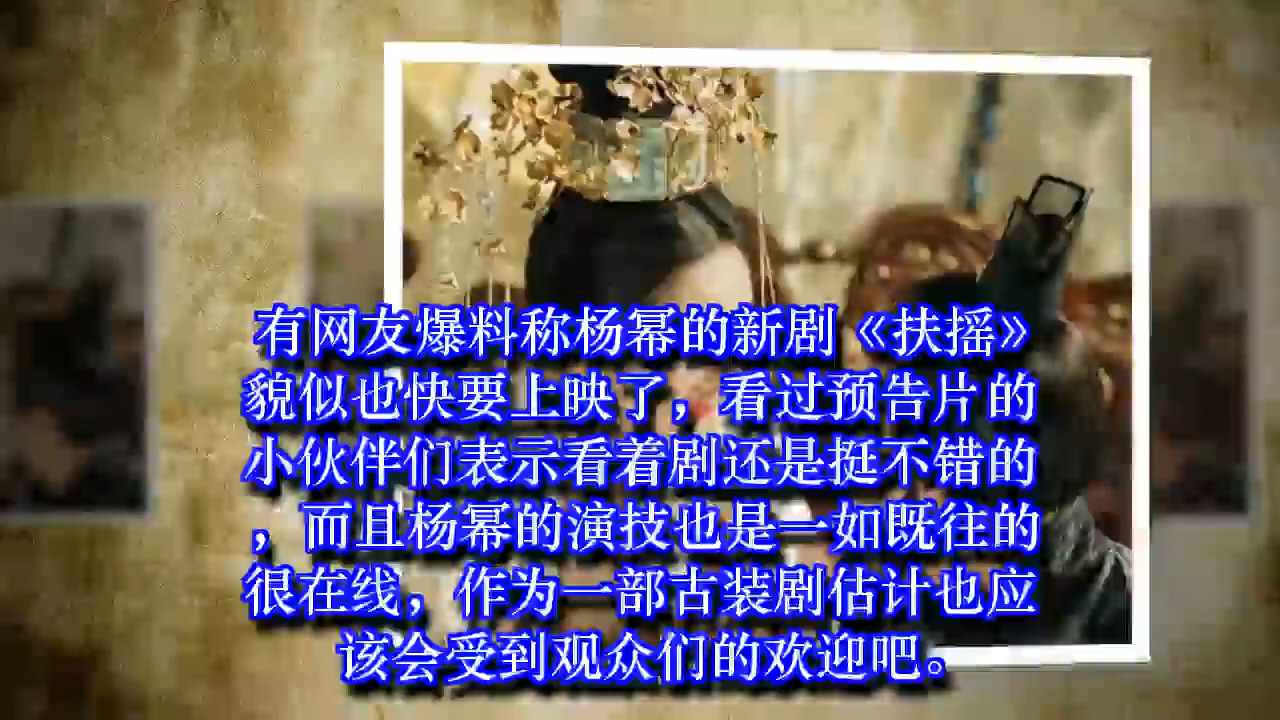 有网友爆料称杨幂的新剧《扶摇》
貌似也快要上映了，看过预告片的
小伙伴们表示看着剧还是挺不错的
，而且杨幂的演技也是一如既往的
很在线，作为一部古装剧估计也应
该会受到观众们的欢迎吧。